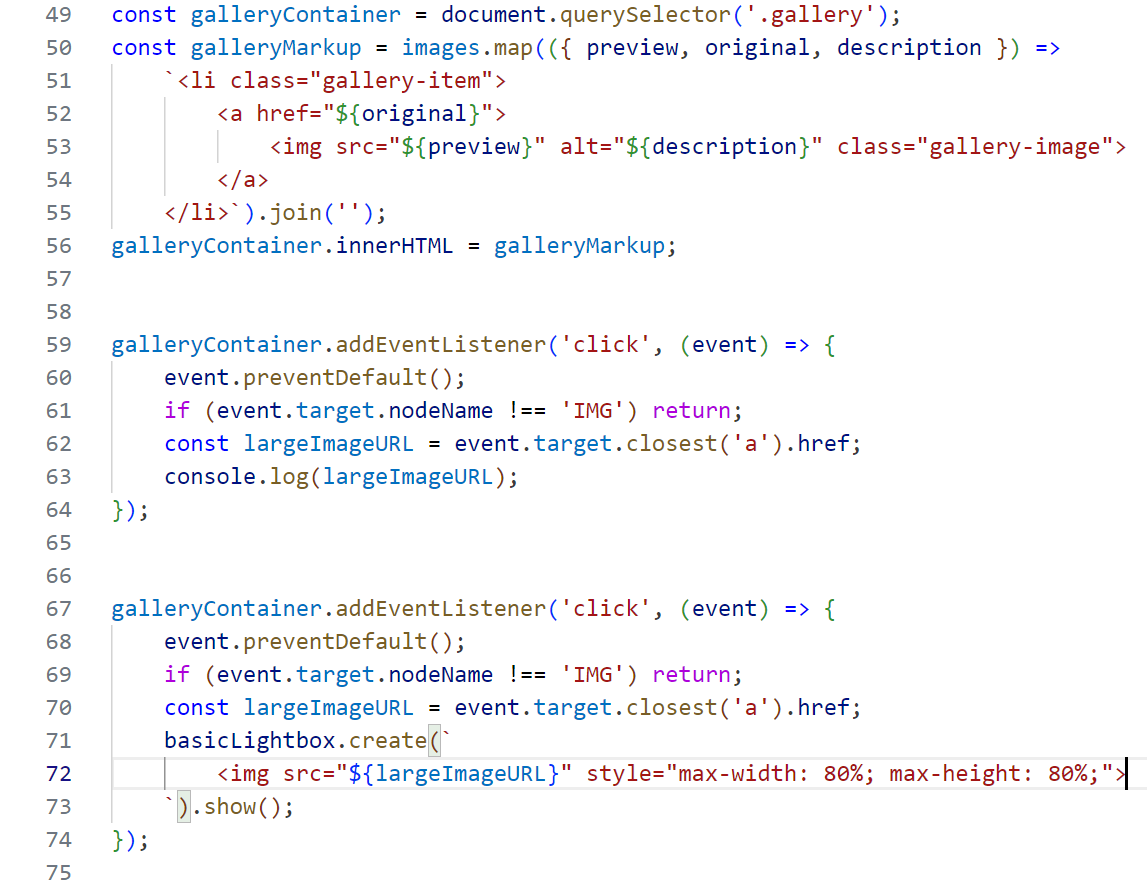 49 const galleryContainer = document.querySelector('.gallery');
50 const galleryMarkup = images.map(({ preview, original, description }) =>
51     `<li class="gallery-item">
52         <a href="${original}">
53             <img src="${preview}" alt="${description}" class="gallery-image">
54         </a>
55     </li>`).join('');
56 galleryContainer.innerHTML = galleryMarkup;
57
58
59 galleryContainer.addEventListener('click', (event) => {
60     event.preventDefault();
61     if (event.target.nodeName !== 'IMG') return;
62     const largeImageURL = event.target.closest('a').href;
63     console.log(largeImageURL);
64 });
65
66
67 galleryContainer.addEventListener('click', (event) => {
68     event.preventDefault();
69     if (event.target.nodeName !== 'IMG') return;
70     const largeImageURL = event.target.closest('a').href;
71     basicLightbox.create(`
72         <img src="${largeImageURL}" style="max-width: 80%; max-height: 80%;">
73     `).show();
74 });
75